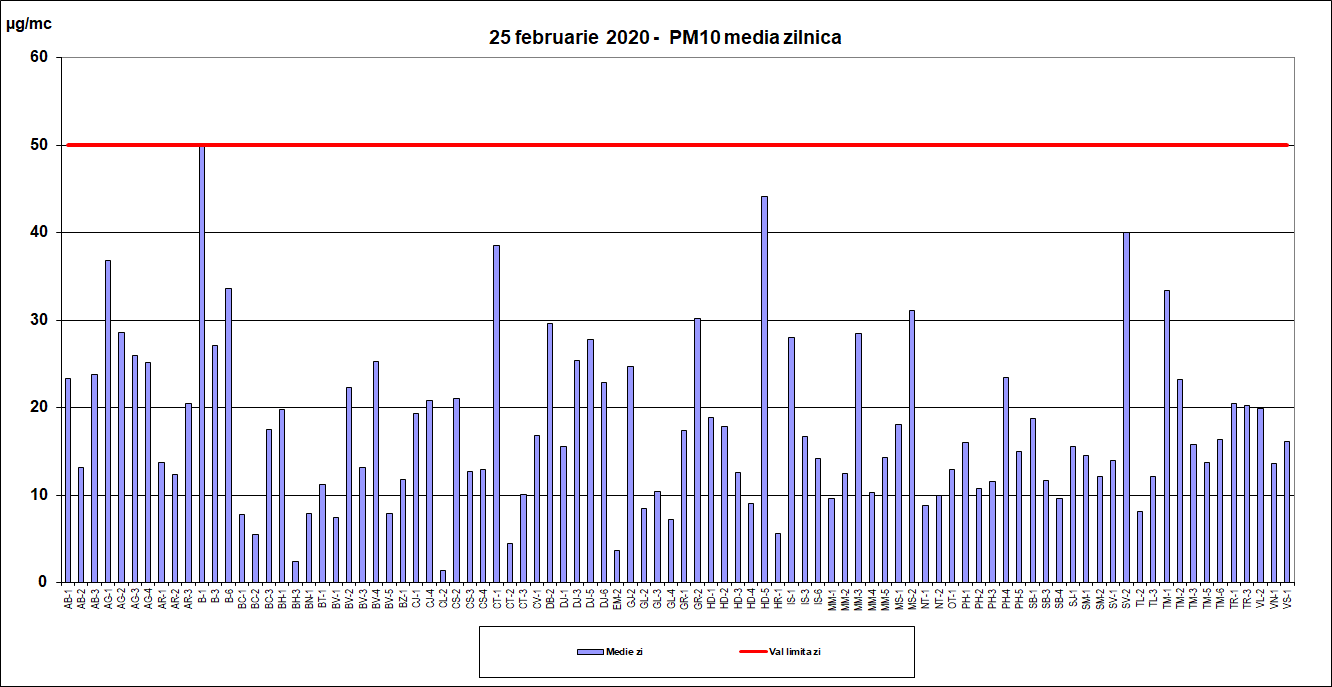 µg/mc
25 februarie 2020 - PM10 media zilnica
60
50
40
30
20
10
0
AB-1 AB-2 AB-3 AG-1 AG-2 AG-3 AG-4 AR-1 AR-2 AR-3 B-1 B-3 B-6 BC-1 BC-2 BC-3 BH-1 BH-3 BN-1 BT-1 BV-1 BV-2 BV-3 BV-4 BV-5 BZ-1 CJ-1 CJ-4 CL-2 CS-2 CS-3 CS-4 CT-1 CT-2 CT-3 CV-1 DB-2 DJ-1 DJ-3 DJ-5 DJ-6 EM-2 GJ-2 GL-2 GL-3 GL-4 GR-1 GR-2 HD-1 HD-2 HD-3 HD-4 HD-5 HR-1 IS-1 IS-3 IS-6 MM-1 MM-2 MM-3 MM-4 MM-5 MS-1 MS-2 NT-1 NT-2 OT-1 PH-1 PH-2 PH-3 PH-4 PH-5 SB-1 SB-3 SB-4 SJ-1 SM-1 SM-2 SV-1 SV-2 TL-2 TL-3 TM-1 TM-2 TM-3 TM-5 TM-6 TR-1 TR-3 VL-2 VN-1 VS-1
Medie zi Val limita zi